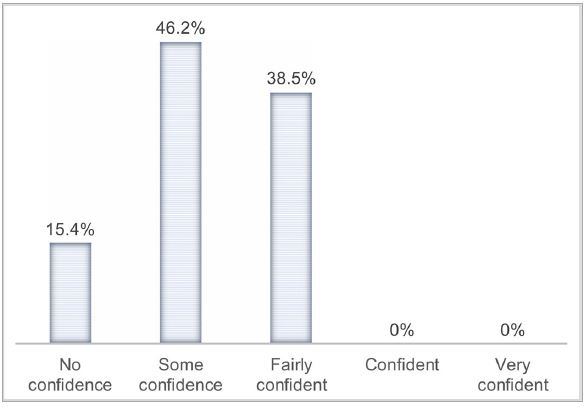 46.2%
38.5%
15.4%
0% 0%
No Some Fairly Confident Very
confidence confidence confident confident